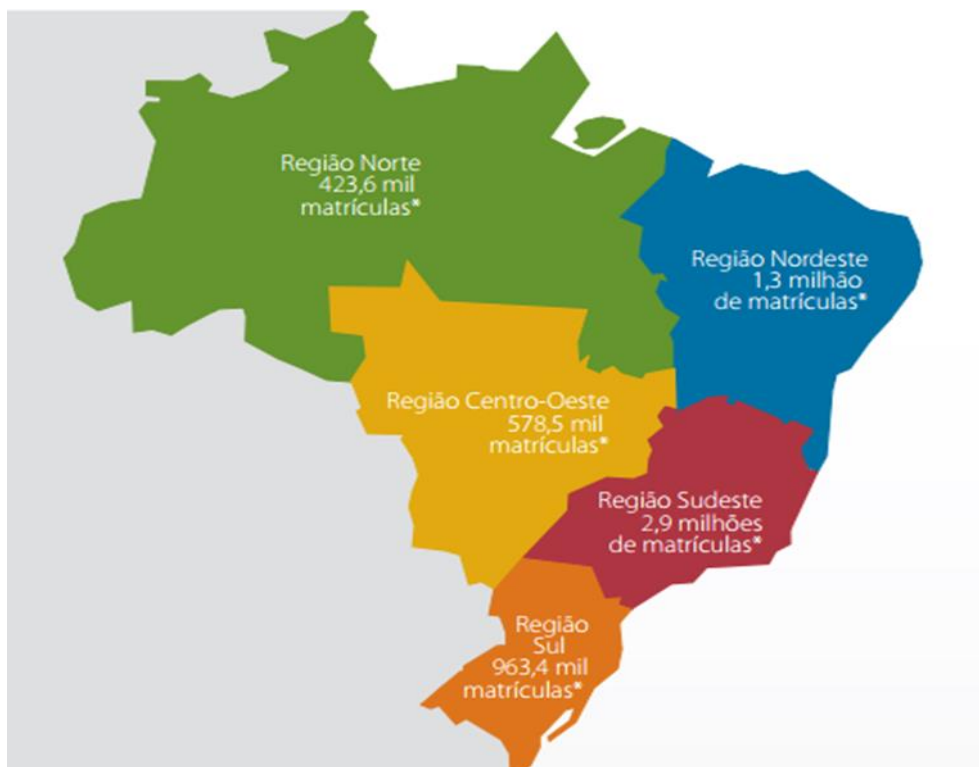 Região Norte
423,6 mil
matrículas*
Região Nordeste
1,3 milhão
de matrículas*
Região Centro-Oeste
578,5 mil
matrículas*
Região Sudeste
2,9 milhões
de matrículas*
Região
Sul
963,4 mil
matrículas*